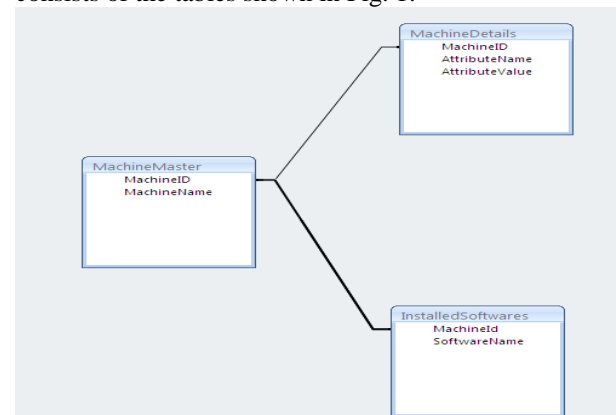 consists of the tables shown in Fig. 1.
MachineDetails
MachineID
AttributeName
AttributeValue
MachineMaster
MachineID
MachineName
InstalledSoftwares
MachineId
SoftwareName